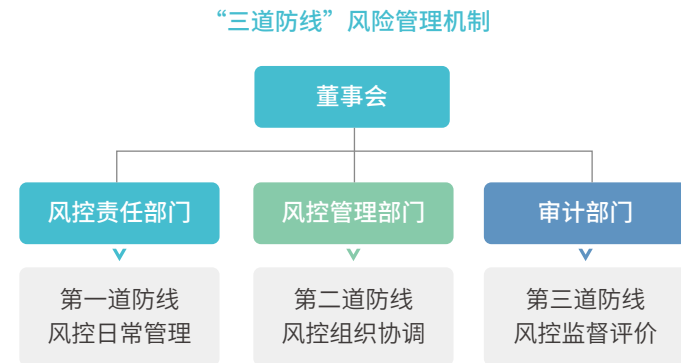 “三道防线”风险管理机制
董事会
风控责任部门
风控管理部门
审计部门
第一道防线
风控日常管理
第二道防线
风控组织协调
第三道防线
风控监督评价